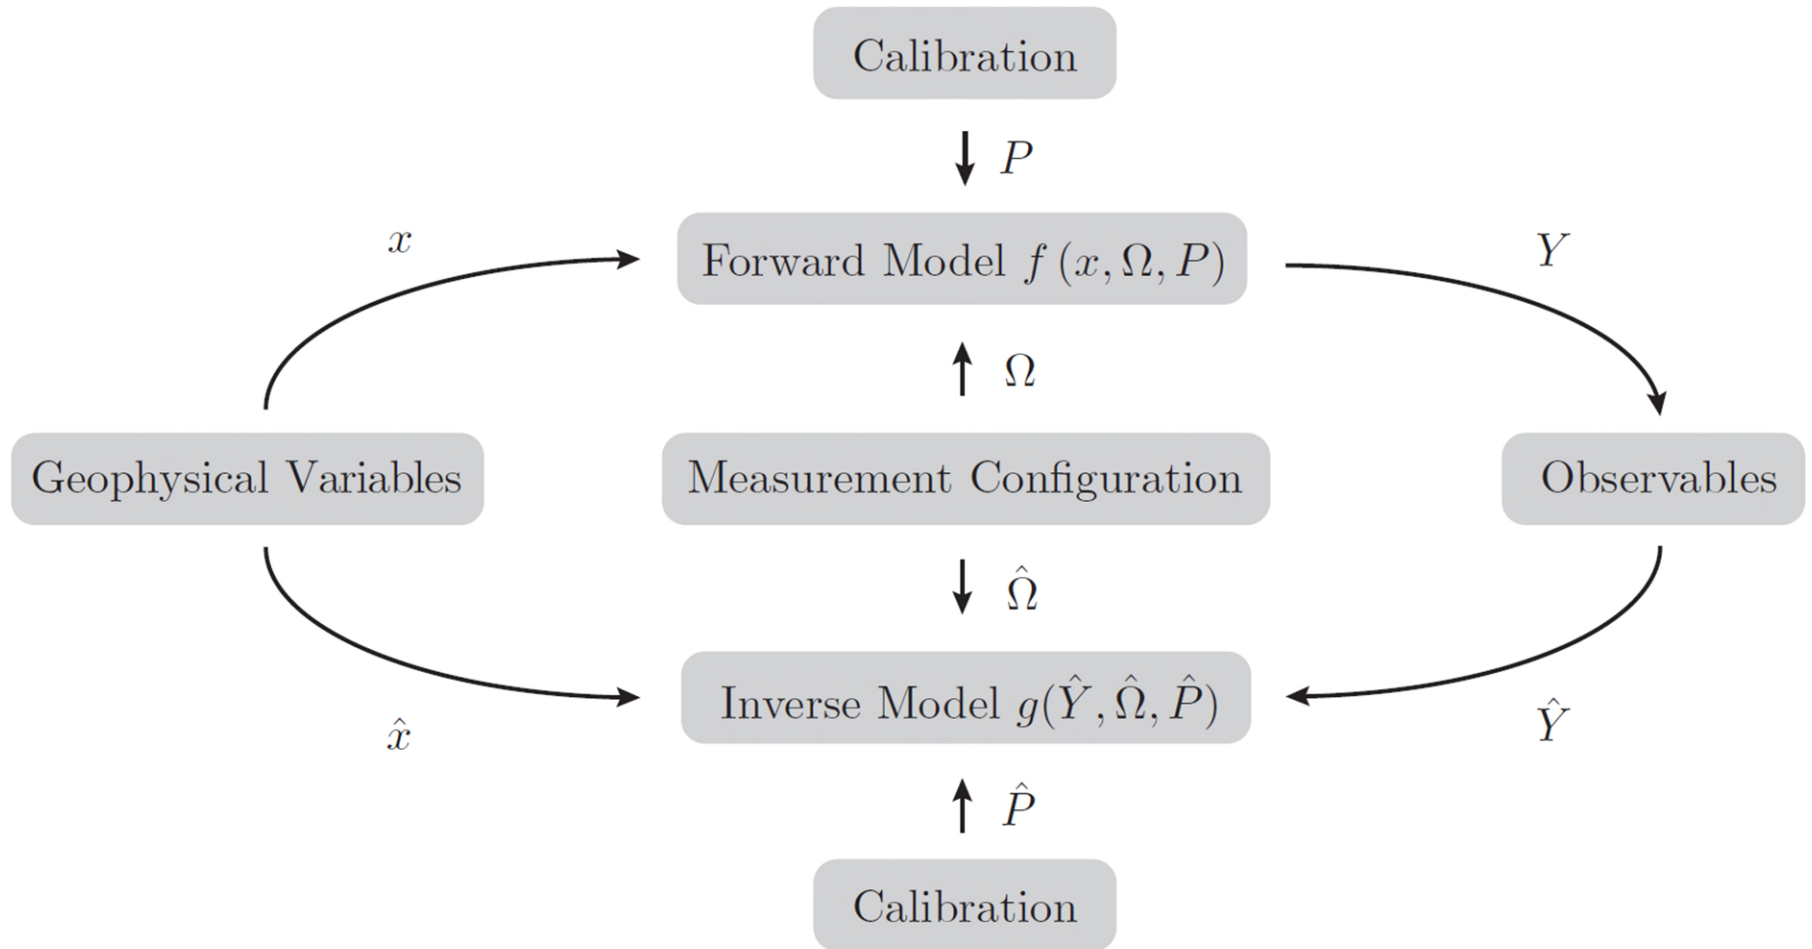 Calibration
P
x
Forward Model f (x, Ω, P)
Y
Ω
Geophysical Variables
Measurement Configuration
Observables
Ω̂
Inverse Model g(Ŷ, Ω̂, P̂)
x̂
Ŷ
P̂
Calibration